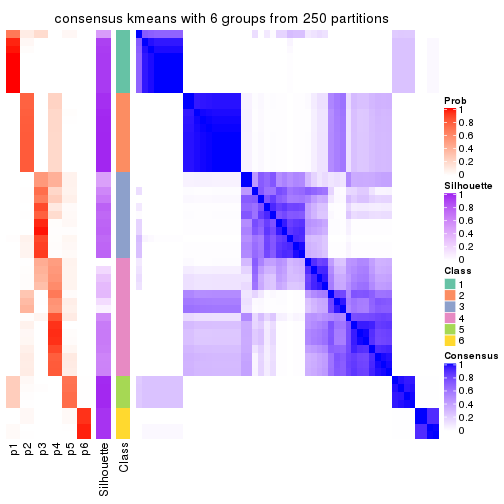 consensus kmeans with 6 groups from 250 partitions
Prob
1
0.8
0.6
0.4
0.2
0
Silhouette
1
0.8
0.6
0.4
0.2
0
Class
1
2
3
4
5
6
Consensus
1
0.8
0.6
0.4
0.2
0
p1
p2
p3
p4
p5
p6
Silhouette
Class